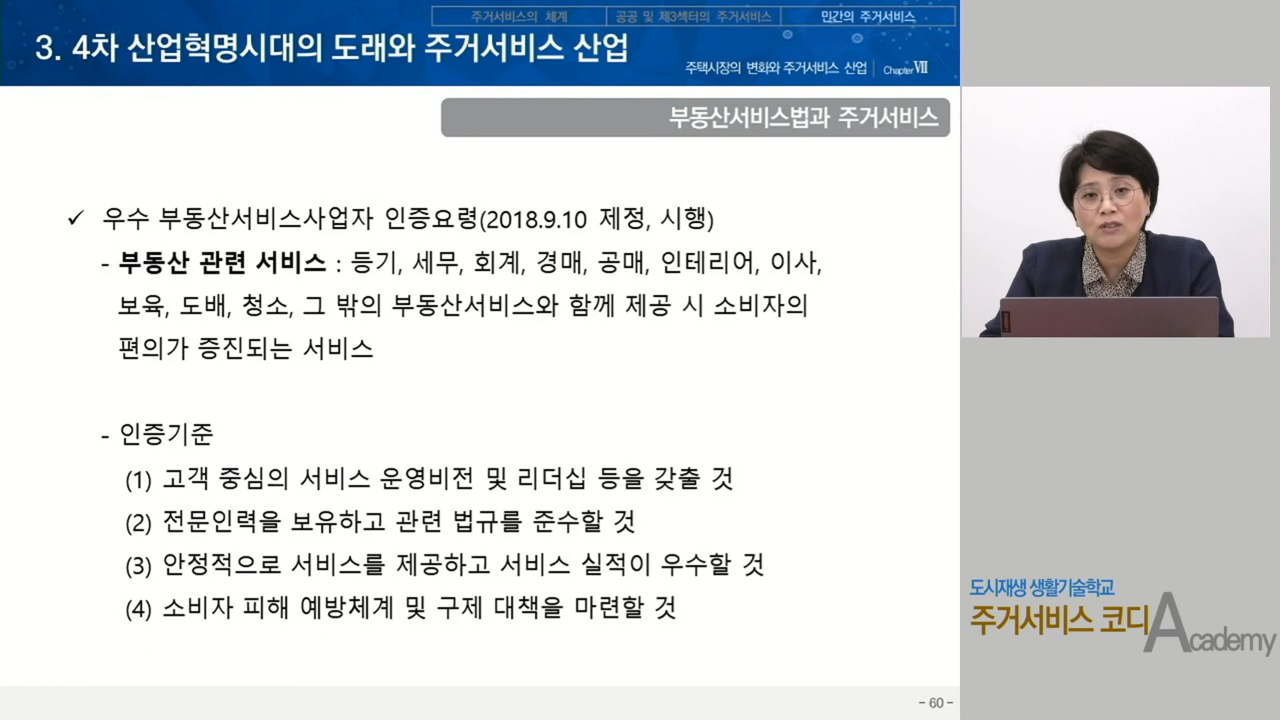 주거서비스의 체계
공공 및 제3섹터의 주거서비스
민간의 주거서비스
3. 4차 산업혁명시대의 도래와 주거서비스 산업
주택시장의 변화와 주거서비스 산업 | Chapter Ⅶ
부동산서비스법과 주거서비스
✓ 우수 부동산서비스사업자 인증요령(2018.9.10 제정, 시행)
- 부동산 관련 서비스 : 등기, 세무, 회계, 경매, 공매, 인테리어, 이사,
보육, 도배, 청소, 그 밖의 부동산서비스와 함께 제공 시 소비자의
편의가 증진되는 서비스
- 인증기준
(1) 고객 중심의 서비스 운영비전 및 리더십 등을 갖출 것
(2) 전문인력을 보유하고 관련 법규를 준수할 것
(3) 안정적으로 서비스를 제공하고 서비스 실적이 우수할 것
(4) 소비자 피해 예방체계 및 구제 대책을 마련할 것
- 60 -
도시재생 생활기술학교
주거서비스 코디 Academy